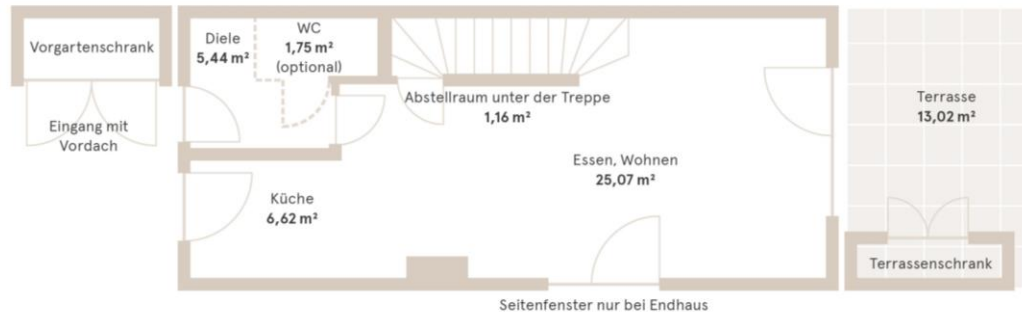 Vorgartenschrank
Eingang mit
Vordach
Diele
5,44 m²
WC
1,75 m²
(optional)
Abstellraum unter der Treppe
1,16 m²
Essen, Wohnen
25,07 m²
Küche
6,62 m²
Terrasse
13,02 m²
Terrassenschrank
Seitenfenster nur bei Endhaus